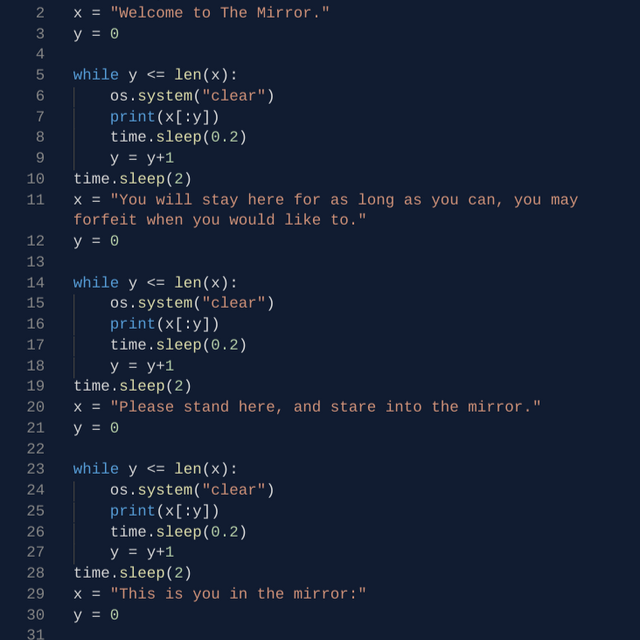 2 x = "Welcome to The Mirror."
3 y = 0
4
5 while y <= len(x):
6     os.system("clear")
7     print(x[:y])
8     time.sleep(0.2)
9     y = y+1
10 time.sleep(2)
11 x = "You will stay here for as long as you can, you may
forfeit when you would like to."
12 y = 0
13
14 while y <= len(x):
15     os.system("clear")
16     print(x[:y])
17     time.sleep(0.2)
18     y = y+1
19 time.sleep(2)
20 x = "Please stand here, and stare into the mirror."
21 y = 0
22
23 while y <= len(x):
24     os.system("clear")
25     print(x[:y])
26     time.sleep(0.2)
27     y = y+1
28 time.sleep(2)
29 x = "This is you in the mirror:"
30 y = 0
31